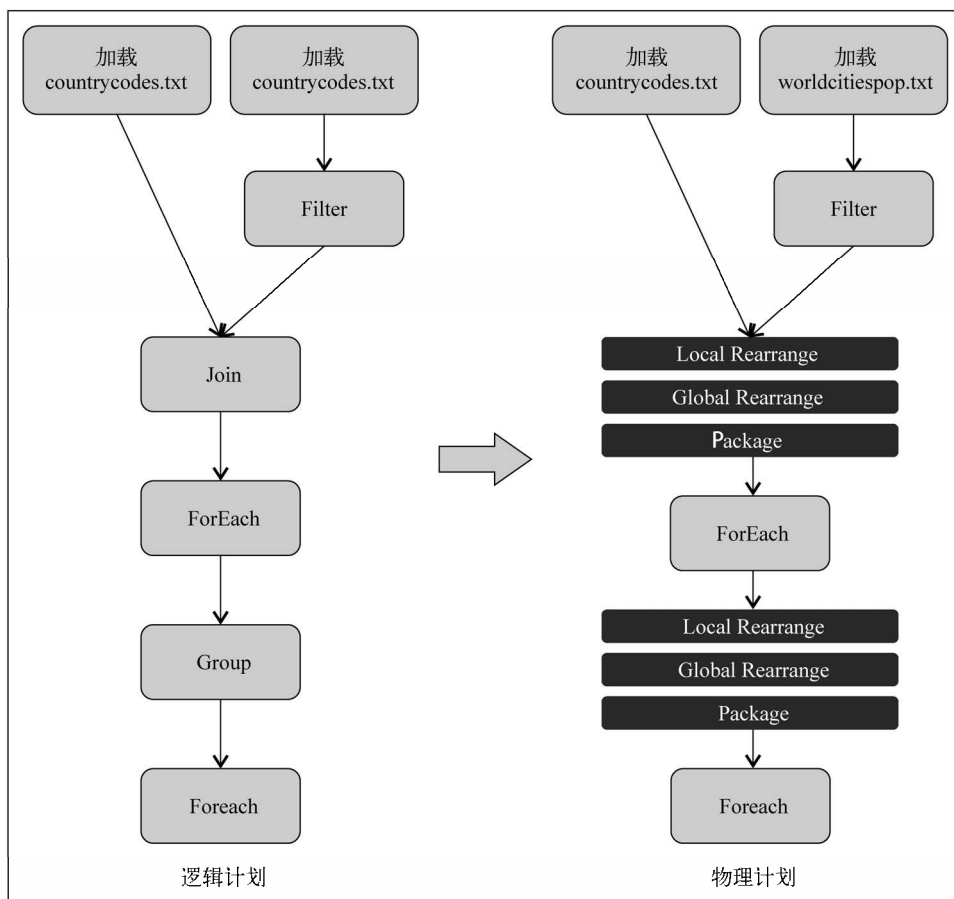 加载
countrycodes.txt
加载
countrycodes.txt
Filter
Join
ForEach
Group
Foreach
逻辑计划
加载
countrycodes.txt
加载
worldcitiespop.txt
Filter
Local Rearrange
Global Rearrange
Package
ForEach
Local Rearrange
Global Rearrange
Package
Foreach
物理计划